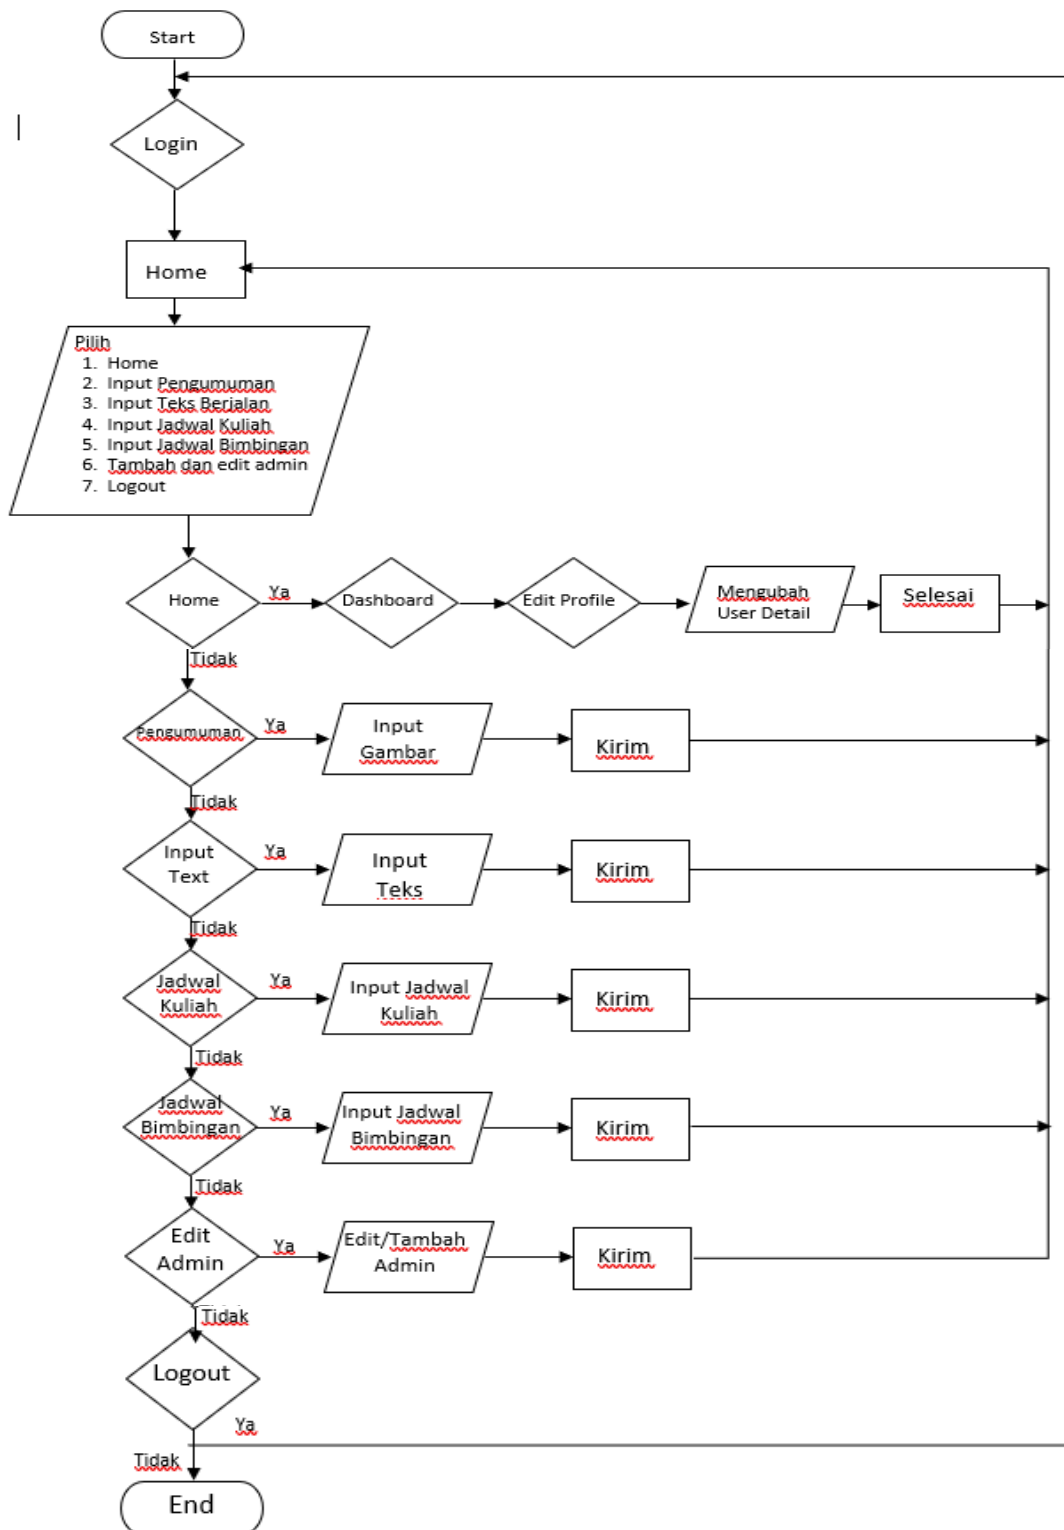 Start
Login
Home
Pilih
1. Home
2. Input Pengumuman
3. Input Teks Berjalan
4. Input Jadwal Kuliah
5. Input Jadwal Bimbingan
6. Tambah dan edit admin
7. Logout
Home
Ya
Dashboard
Edit Profile
Mengubah
User Detail
Selesai
Tidak
Pengumuman
Ya
Input
Gambar
Kirim
Tidak
Input
Text
Ya
Input
Teks
Kirim
Tidak
Jadwal
Kuliah
Ya
Input Jadwal
Kuliah
Kirim
Tidak
Jadwal
Bimbingan
Ya
Input Jadwal
Bimbingan
Kirim
Tidak
Edit
Admin
Ya
Edit/Tambah
Admin
Kirim
Tidak
Logout
Ya
Tidak
End